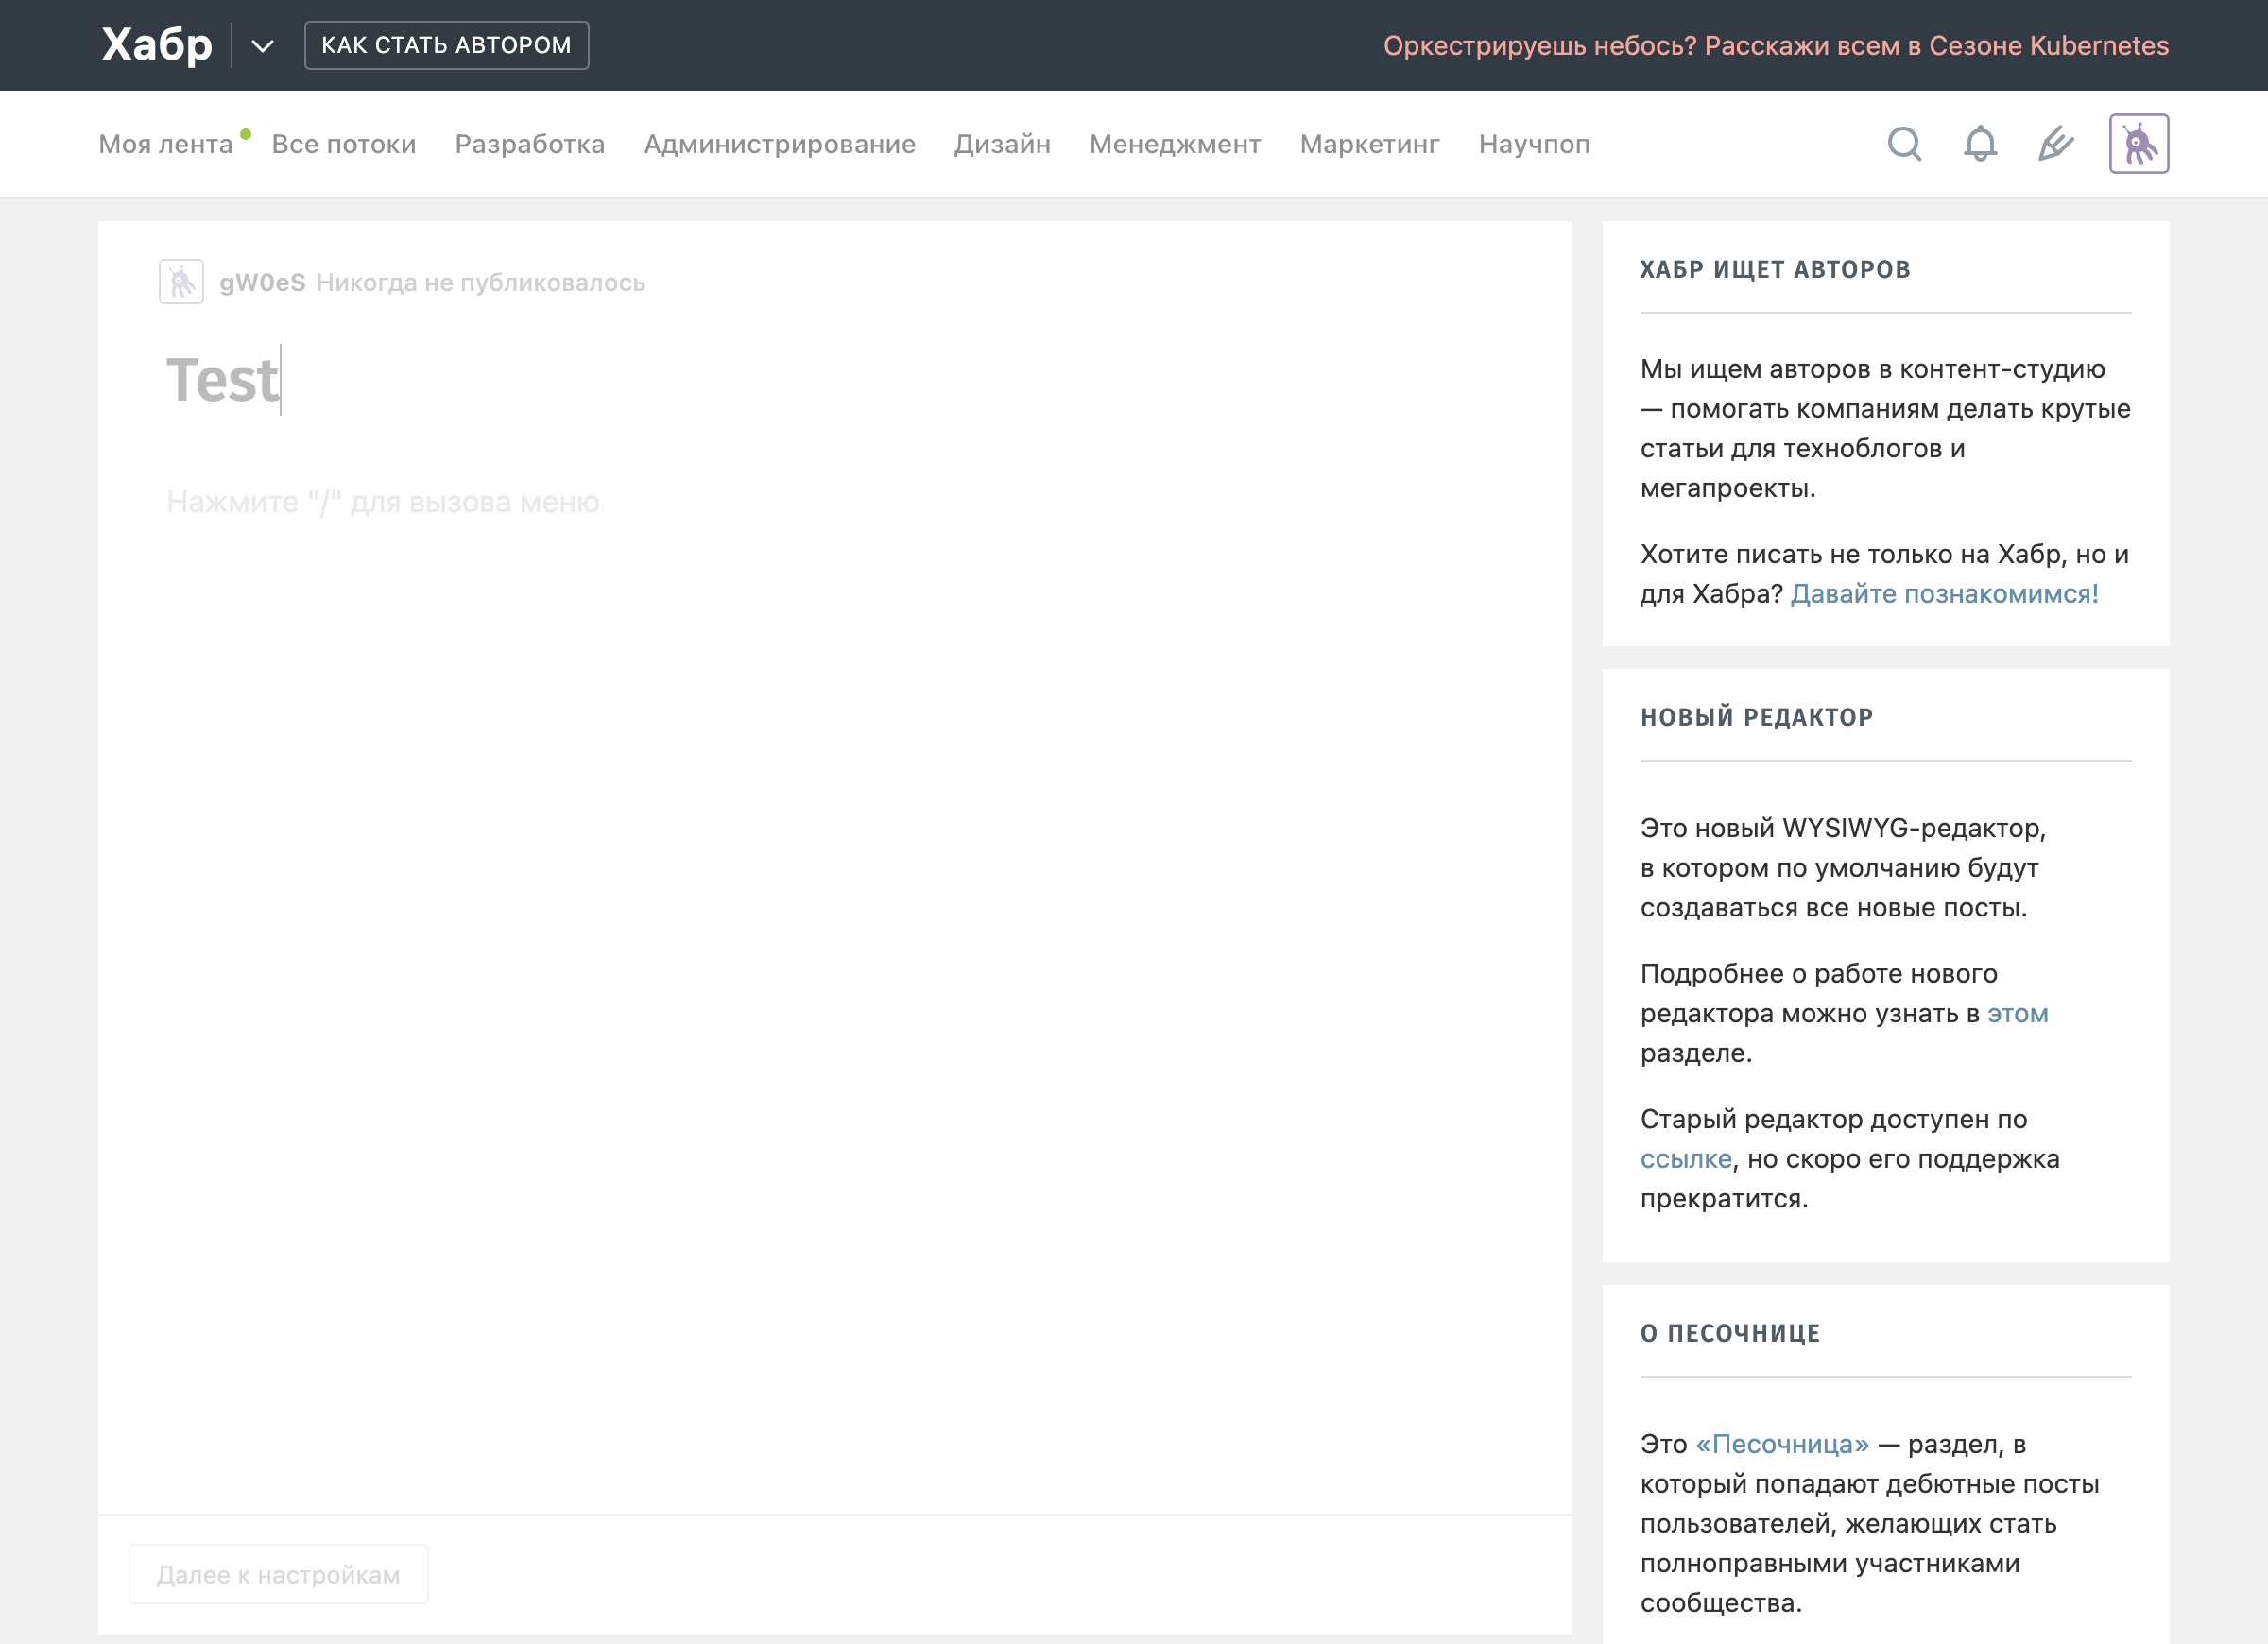 Хабр
КАК СТАТЬ АВТОРОМ
Оркестрируешь небось? Расскажи всем в Сезоне Kubernetes
Моя лента Все потоки Разработка Администрирование Дизайн Менеджмент Маркетинг Научпоп
gW0eS Никогда не публиковалось
Test
Нажмите "/" для вызова меню
Далее к настройкам
ХАБР ИЩЕТ АВТОРОВ
Мы ищем авторов в контент-студию
— помогать компаниям делать крутые
статьи для техноблогов и
мегапроекты.
Хотите писать не только на Хабр, но и
для Хабра? Давайте познакомимся!
НОВЫЙ РЕДАКТОР
Это новый WYSIWYG-редактор,
в котором по умолчанию будут
создаваться все новые посты.
Подробнее о работе нового
редактора можно узнать в этом
разделе.
Старый редактор доступен по
ссылке, но скоро его поддержка
прекратится.
О ПЕСОЧНИЦЕ
Это «Песочница» — раздел, в
который попадают дебютные посты
пользователей, желающих стать
полноправными участниками
сообщества.